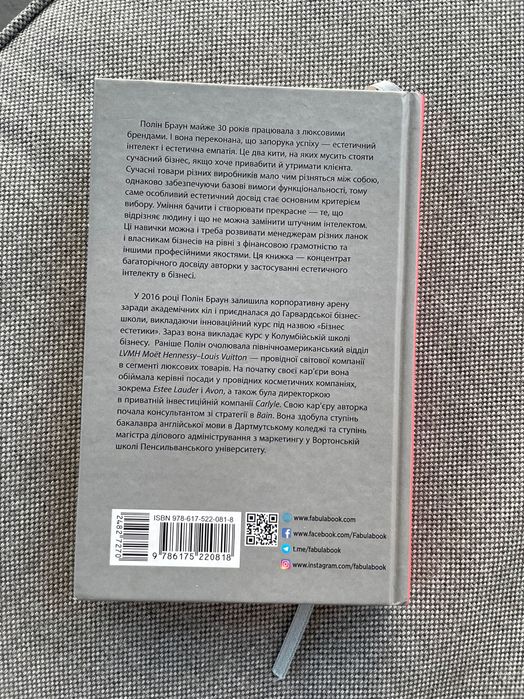 Полін Браун майже 30 років працювала з люксовими
брендами. І вона переконана, що запорука успіху — естетичний
інтелект і естетична емпатія. Це два кити, на яких мусить стояти
сучасний бізнес, якщо хоче привабити й утримати клієнта.
Сучасні товари різних виробників мало чим різняться між собою,
однаково забезпечуючи базові вимоги функціональності, тому
саме особливий естетичний досвід стає основним критерієм
вибору. Уміння бачити і створювати прекрасне — те, що
відрізняє людину і що не можна замінити штучним інтелектом.
Ці навички можна і треба розвивати менеджерам різних ланок
і власникам бізнесів на рівні з фінансовою грамотністю та
іншими професійними якостями. Ця книжка — концентрат
багаторічного досвіду авторки у застосуванні естетичного
інтелекту в бізнесі.
У 2016 році Полін Браун залишила корпоративну арену
заради академічних кіл і приєдналася до Гарвардської бізнес-
школи, викладаючи інноваційний курс під назвою «Бізнес
естетики». Зараз вона викладає курс у Колумбійській школі
бізнесу. Раніше Полін очолювала північноамериканський відділ
LVMH Moët Hennessy–Louis Vuitton — провідної світової компанії
в сегменті люксових товарів. На початку своєї кар'єри вона
обіймала керівні посади у провідних косметичних компаніях,
зокрема Estee Lauder і Avon, а також була директоркою
в приватній інвестиційній компанії Carlyle. Свою кар'єру авторка
почала консультантом зі стратегії в Bain. Вона здобула ступінь
бакалавра англійської мови в Дартмутському коледжі та ступінь
магістра ділового адміністрування з маркетингу у Вортонській
школі Пенсильванського університету.
ISBN 978-617-522-081-8
248277270
9 786175 220818
www.fabulabook.com
www.facebook.com/Fabulabook
t.me/fabulabook
www.instagram.com/fabulabook